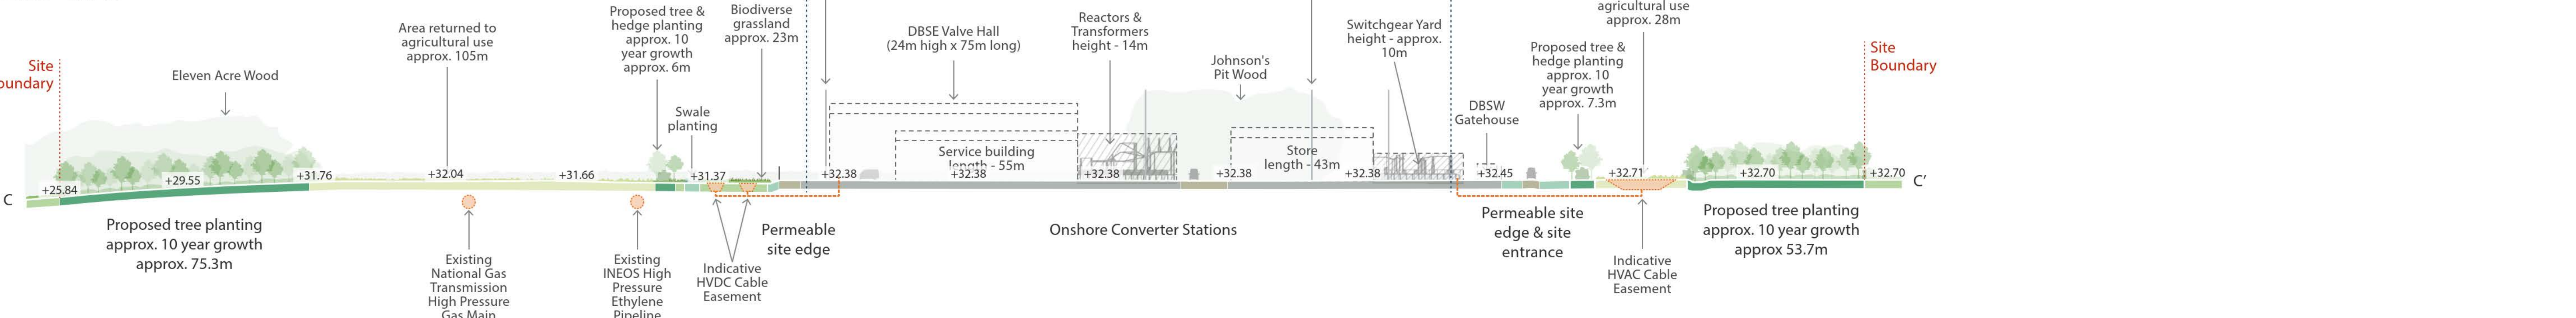 Site
oundary
Eleven Acre Wood
Area returned to
agricultural use
approx. 105m
Proposed tree &
hedge planting
approx. 10
year growth
approx. 6m
Swale
planting
Biodiverse
grassland
approx. 23m
DBSE Valve Hall
(24m high x 75m long)
Reactors &
Transformers
height - 14m
Johnson's
Pit Wood
Switchgear Yard
height - approx.
10m
DBSW
Gatehouse
Proposed tree &
hedge planting
approx. 10
year growth
approx. 7.3m
agricultural use
approx. 28m
Site
Boundary
Service building
length - 55m
Store
length - 43m
C
+25.84
+29.55
+31.76
+32.04
+31.66
+31.37
+32.38
+32.38
+32.38
+32.38
+32.38
+32.45
+32.71
+32.70
+32.70
C'
Proposed tree planting
approx. 10 year growth
approx. 75.3m
Existing
National Gas
Transmission
High Pressure
Gas Main
Existing
INEOS High
Pressure
Ethylene
Pipeline
Indicative
HVDC Cable
Easement
Permeable
site edge
Onshore Converter Stations
Permeable site
edge & site
entrance
Indicative
HVAC Cable
Easement
Proposed tree planting
approx. 10 year growth
approx 53.7m